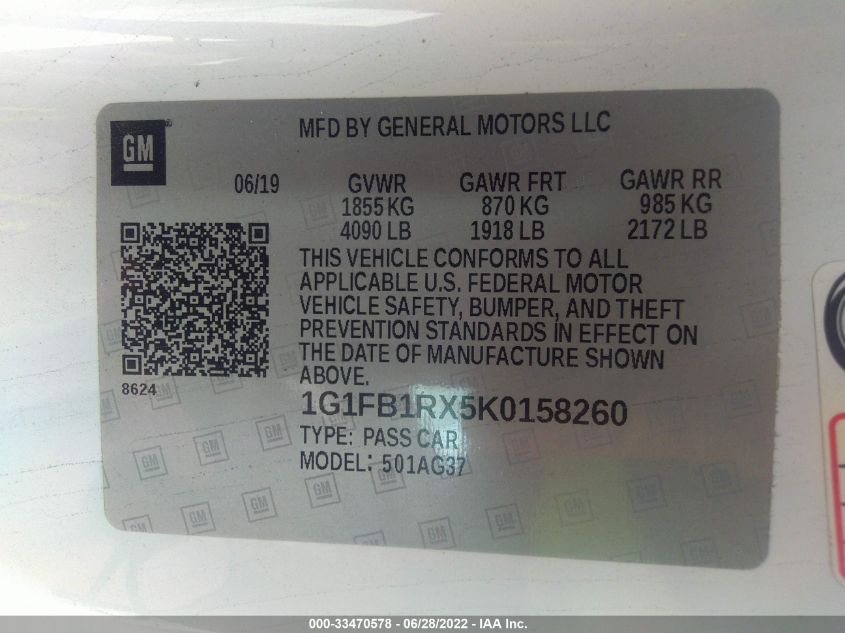 GM®
MFD BY GENERAL MOTORS LLC
06/19 GVWR GAWR FRT GAWR RR
1855 KG 870 KG 985 KG
4090 LB 1918 LB 2172 LB
THIS VEHICLE CONFORMS TO ALL
APPLICABLE U.S. FEDERAL MOTOR
VEHICLE SAFETY, BUMPER, AND THEFT
PREVENTION STANDARDS IN EFFECT ON
THE DATE OF MANUFACTURE SHOWN
ABOVE.
8624
1G1FB1RX5K0158260
TYPE: PASS CAR
MODEL: 501AG37
000-33470578 - 06/28/2022 - IAA Inc.